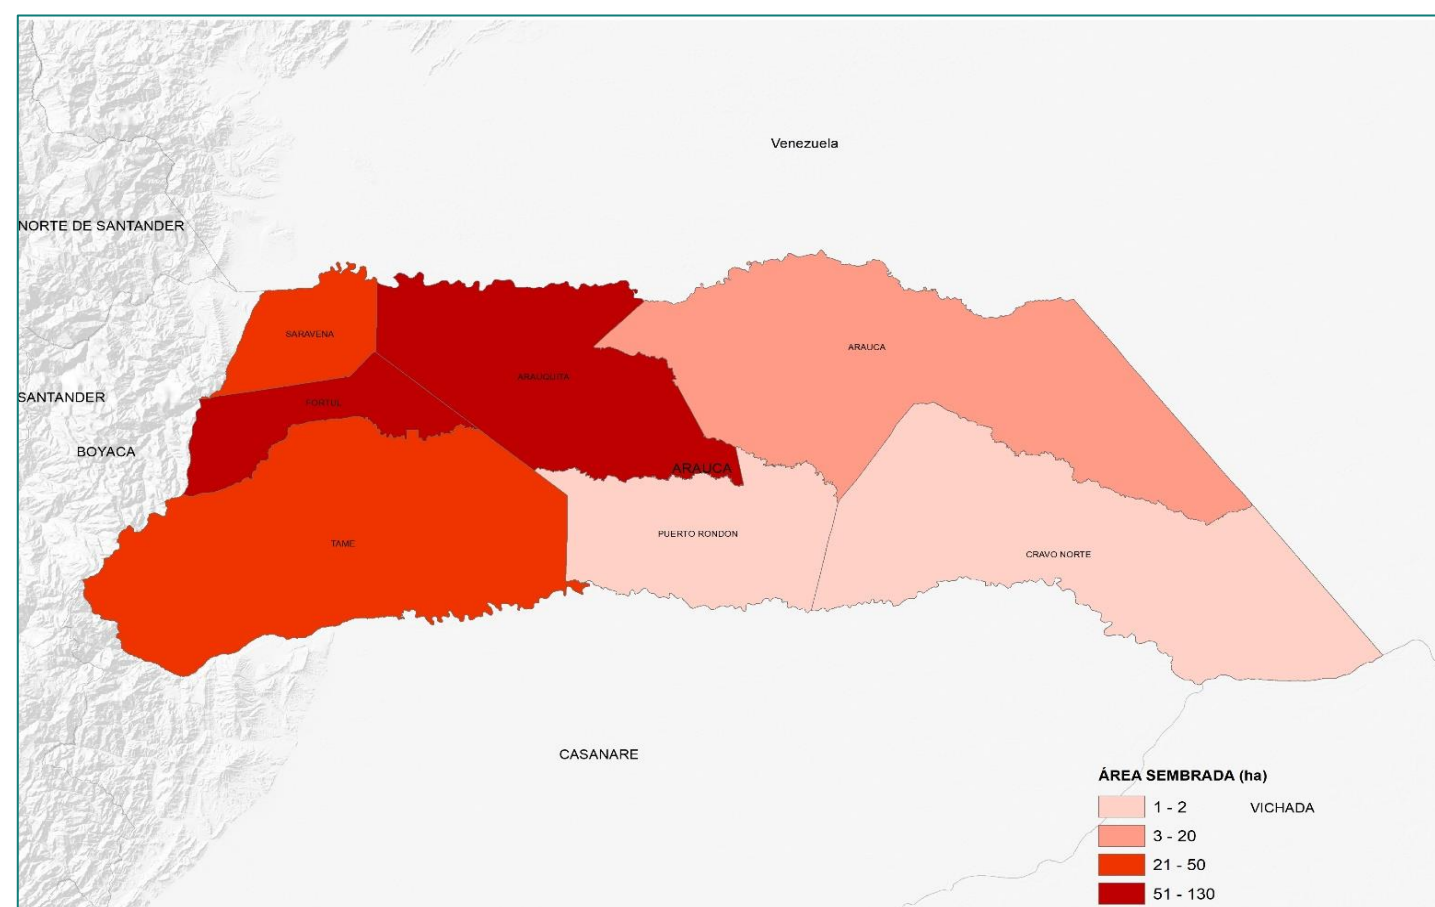 Venezuela
NORTE DE SANTANDER
SARAVENA
ARAUCA
ARAUQUITA
SANTANDER
FORTUL
BOYACA
ARAUCA
PUERTO RONDON
TAME
CRAVO NORTE
CASANARE
ÁREA SEMBRADA (ha)
1 - 2
VICHADA
3 - 20
21 - 50
51 - 130